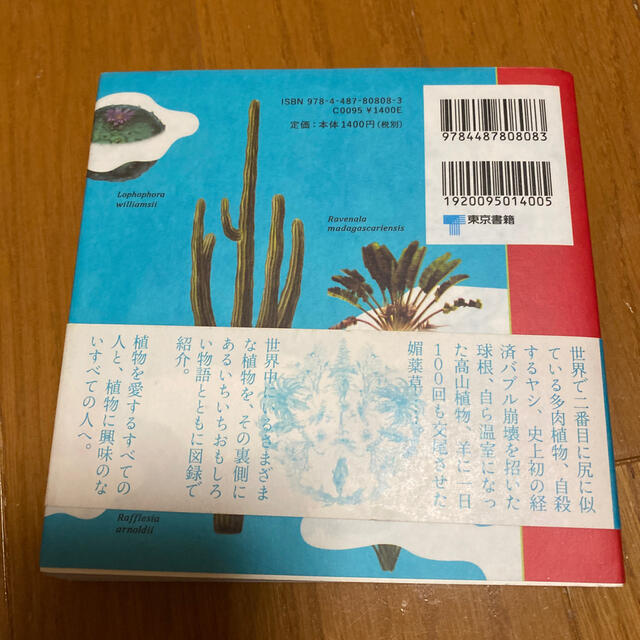 ISBN 978-4-487-80808-3
C0095 ¥1400E
定価：本体1400円（税別）
9784487808083
1920095014005
東京書籍
Lophophora
williamsii
Ravenala
madagascariensis
世界で二番目に尻に似
ている多肉植物、自殺
するヤシ、史上初の経
済バブル崩壊を招いた
球根、自ら温室になっ
た高山植物、羊に一日
100回も交尾させた
媚薬草……
世界中にいるさまざま
な植物を、その裏側に
あるいちいちおもしろ
い物語とともに図録で
紹介。
植物を愛するすべての
人と、植物に興味のな
いすべての人へ。
Rafflesia
arnoldii